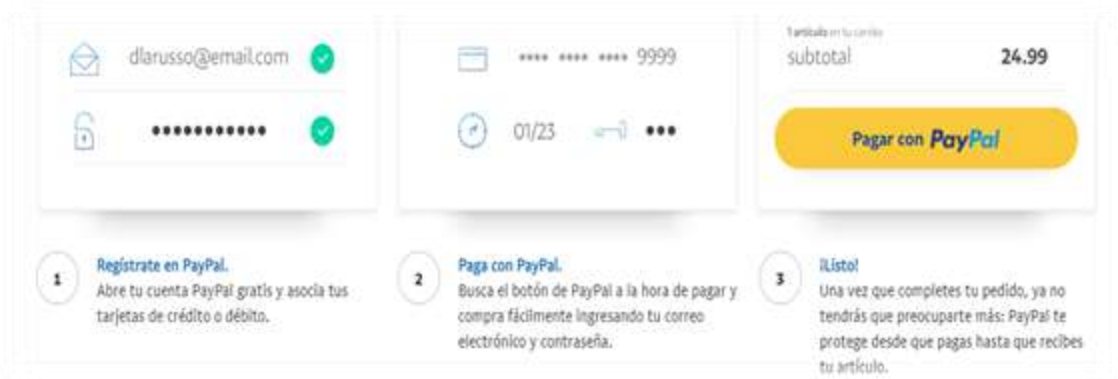 dlarusso@email.com
•••••••••••
•••• •••• •••• 9999
01/23 •••
1 artículo en tu carrito
subtotal 24.99
Pagar con PayPal
1
Regístrate en PayPal.
Abre tu cuenta PayPal gratis y asocia tus
tarjetas de crédito o débito.
2
Paga con PayPal.
Busca el botón de PayPal a la hora de pagar y
compra fácilmente ingresando tu correo
electrónico y contraseña.
3
¡Listo!
Una vez que completes tu pedido, ya no
tendrás que preocuparte más: PayPal te
protege desde que pagas hasta que recibes
tu artículo.